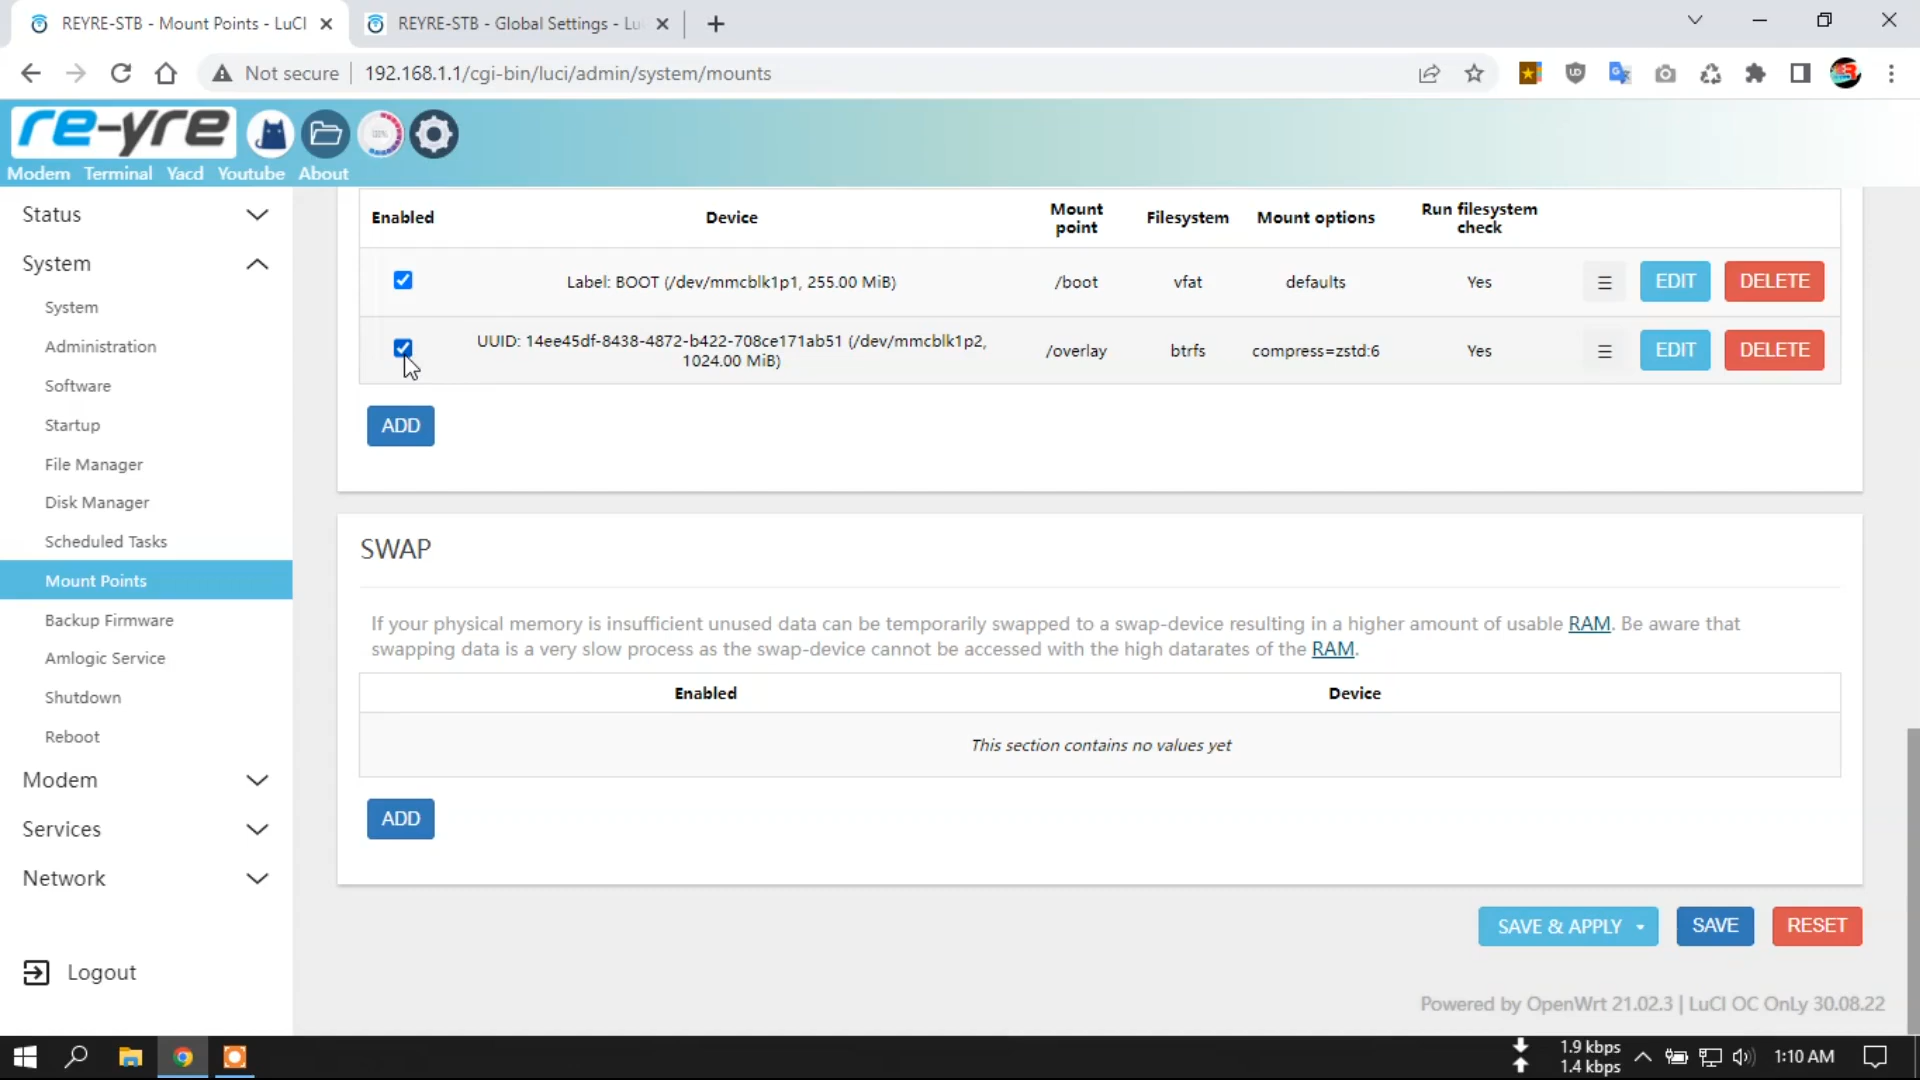 REYRE-STB - Mount Points - LuCI
REYRE-STB - Global Settings - Lu
Not secure
192.168.1.1/cgi-bin/luci/admin/system/mounts
re-yre
Modem Terminal Yacd Youtube About
Status
System
System
Administration
Software
Startup
File Manager
Disk Manager
Scheduled Tasks
Mount Points
Backup Firmware
Amlogic Service
Shutdown
Reboot
Modem
Services
Network
Logout
Enabled Device Mount point Filesystem Mount options Run filesystem check
Label: BOOT (/dev/mmcblk1p1, 255.00 MiB) /boot vfat defaults Yes ☰ EDIT DELETE
UUID: 14ee45df-8438-4872-b422-708ce171ab51 (/dev/mmcblk1p2,
1024.00 MiB) /overlay btrfs compress=zstd:6 Yes ☰ EDIT DELETE
ADD
SWAP
If your physical memory is insufficient unused data can be temporarily swapped to a swap-device resulting in a higher amount of usable RAM. Be aware that
swapping data is a very slow process as the swap-device cannot be accessed with the high datarates of the RAM.
Enabled Device
This section contains no values yet
ADD
SAVE & APPLY SAVE RESET
Powered by OpenWrt 21.02.3 | LuCI OC OnLy 30.08.22
1.9 kbps
1.4 kbps
1:10 AM